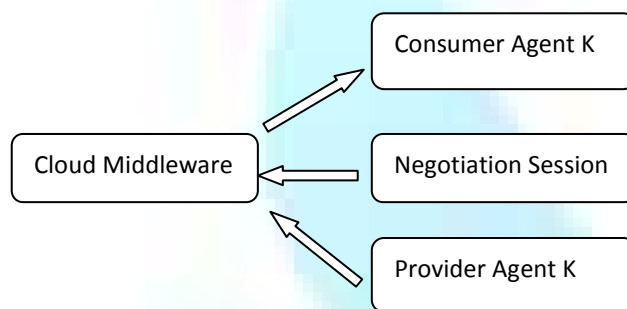 Consumer Agent K
Cloud Middleware
Negotiation Session
Provider Agent K